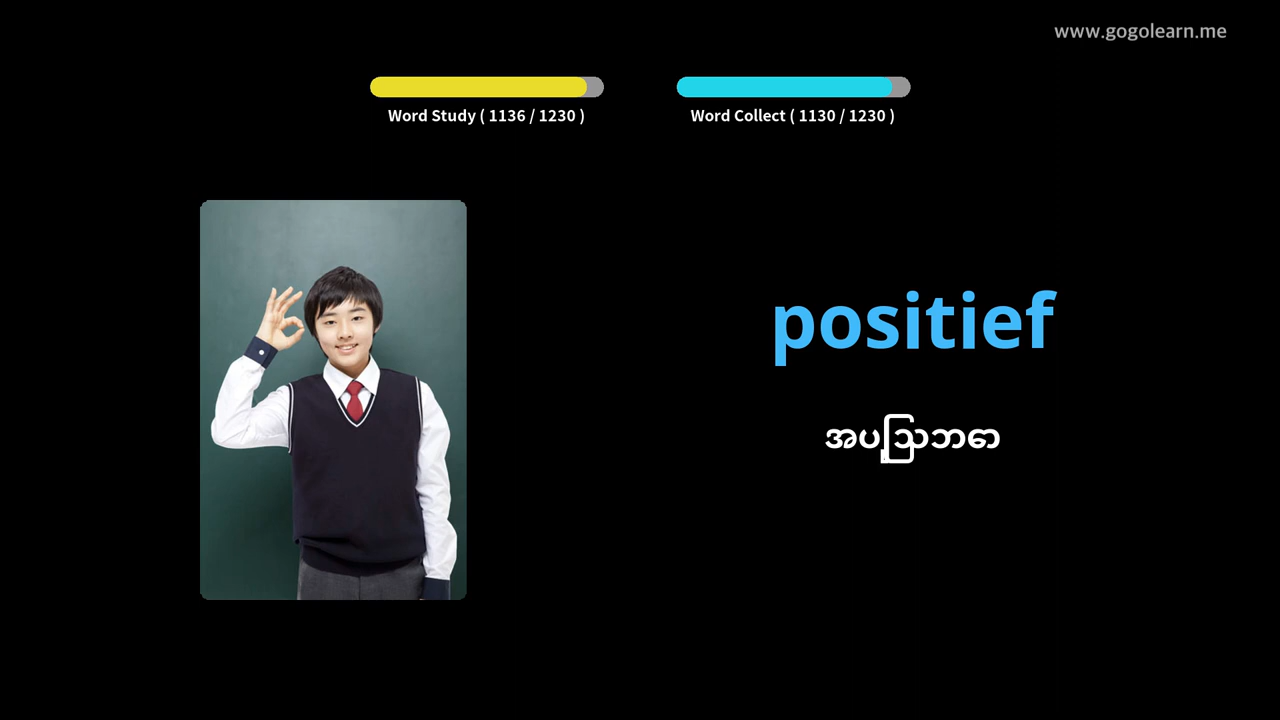 www.gogolearn.me
Word Study ( 1136 / 1230 )
Word Collect ( 1130 / 1230 )
positief
အပြုသဘော